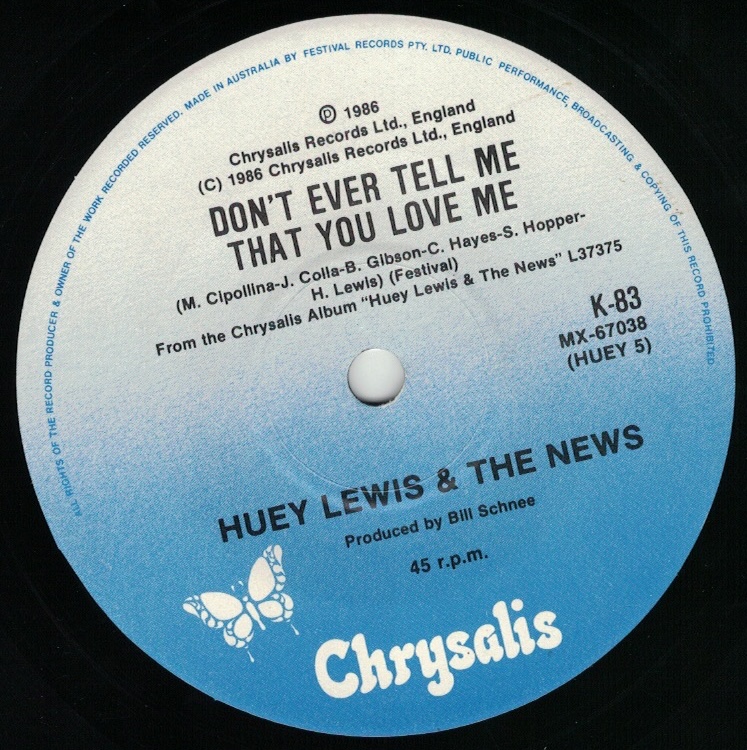 ALL RIGHTS OF THE RECORD PRODUCER & OWNER OF THE WORK RECORDED RESERVED. MADE IN AUSTRALIA BY FESTIVAL RECORDS PTY. LTD. PUBLIC PERFORMANCE, BROADCASTING & COPYING OF THIS RECORD PROHIBITED
℗ 1986
Chrysalis Records Ltd., England
(C) 1986 Chrysalis Records Ltd., England
DON'T EVER TELL ME
THAT YOU LOVE ME
(M. Cipollina-J. Colla-B. Gibson-C. Hayes-S. Hopper-
H. Lewis) (Festival)
From the Chrysalis Album "Huey Lewis & The News" L37375
K-83
MX-67038
(HUEY 5)
HUEY LEWIS & THE NEWS
Produced by Bill Schnee
45 r.p.m.
Chrysalis